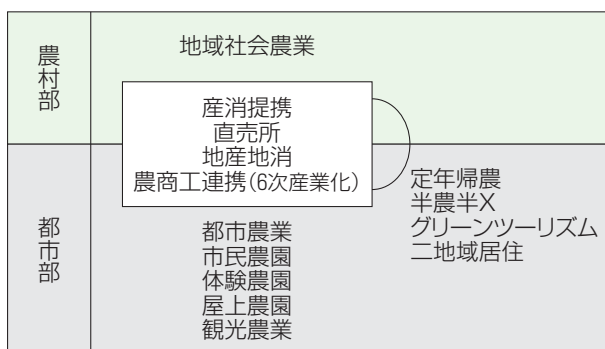 農村部
地域社会農業
産消提携
直売所
地産地消
農商工連携(6次産業化)
都市部
定年帰農
半農半X
グリーンツーリズム
二地域居住
都市農業
市民農園
体験農園
屋上農園
観光農業